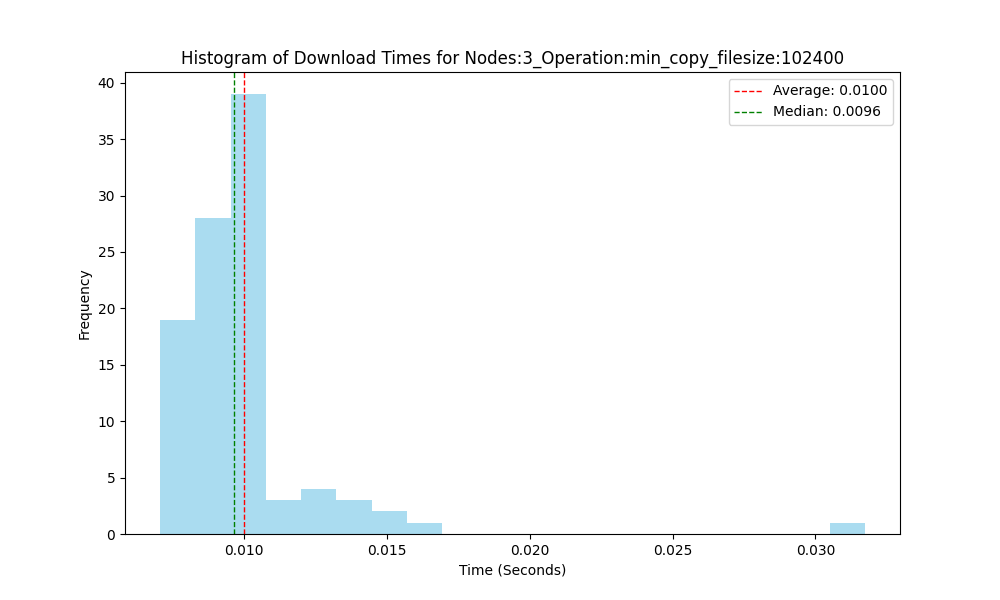 Histogram of Download Times for Nodes:3_Operation:min_copy_filesize:102400
Average: 0.0100
Median: 0.0096
40
35
30
25
20
15
10
5
0
Frequency
0.010
0.015
0.020
0.025
0.030
Time (Seconds)